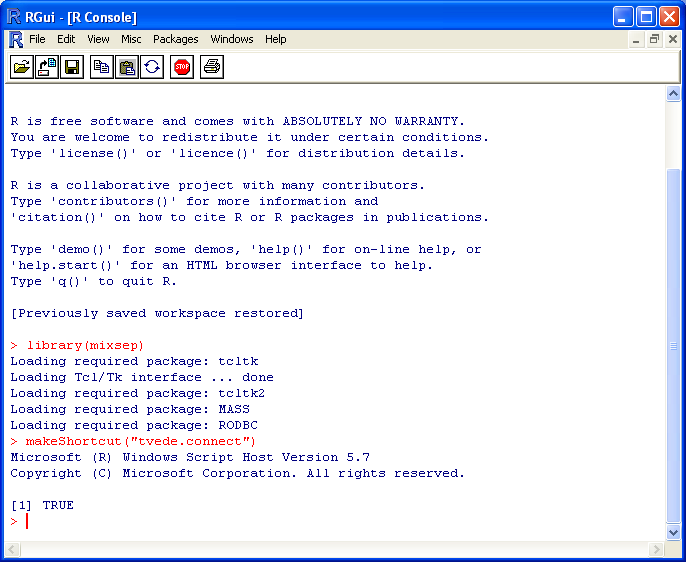 RGui - [R Console]
File Edit View Misc Packages Windows Help
STOP
R is free software and comes with ABSOLUTELY NO WARRANTY.
You are welcome to redistribute it under certain conditions.
Type 'license()' or 'licence()' for distribution details.
R is a collaborative project with many contributors.
Type 'contributors()' for more information and
'citation()' on how to cite R or R packages in publications.
Type 'demo()' for some demos, 'help()' for on-line help, or
'help.start()' for an HTML browser interface to help.
Type 'q()' to quit R.
[Previously saved workspace restored]
> library(mixsep)
Loading required package: tcltk
Loading Tcl/Tk interface ... done
Loading required package: tcltk2
Loading required package: MASS
Loading required package: RODBC
> makeShortcut("tvede.connect")
Microsoft (R) Windows Script Host Version 5.7
Copyright (C) Microsoft Corporation. All rights reserved.
[1] TRUE
>